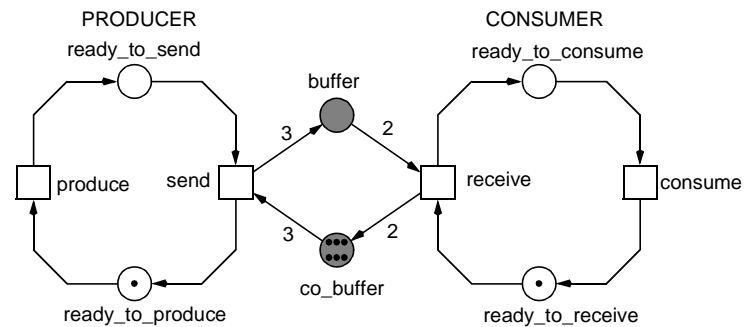 PRODUCER
CONSUMER
ready_to_send
ready_to_consume
buffer
3
2
produce
send
receive
consume
3
2
co_buffer
ready_to_produce
ready_to_receive